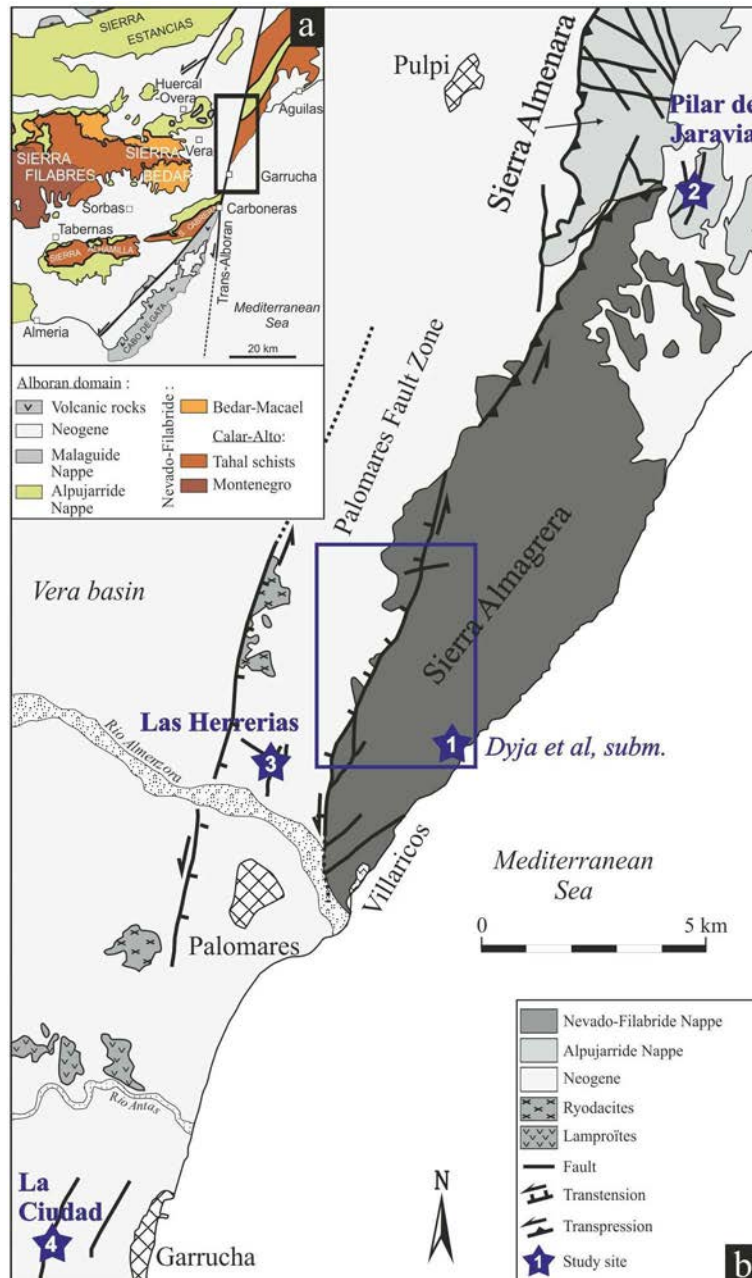 a
SIERRA
ESTANCIAS
Huercal
Overa
Aguilas
SIERRA
FILABRES
SIERRA
BEDAR
Vera
Garrucha
Sorbas
Tabernas
Carboneras
SIERRA ALHAMILLA
CABO DE GATA
Trans-Alboran
Almeria
Mediterranean
Sea
20 km
Alboran domain :
Volcanic rocks
Neogene
Malaguide
Nappe
Alpujarride
Nappe
Nevado-Filabride :
Bedar-Macael
Calar-Alto:
Tahal schists
Montenegro
Pulpi
Sierra Almenara
Pilar de
Jaravia
2
Palomares Fault Zone
Vera basin
Sierra Almagrera
Las Herrerias
3
Rio Almenzora
1
Dyja et al, subm.
Villaricos
Mediterranean
Sea
Palomares
0
5 km
Rio Antas
La
Ciudad
4
Garrucha
N
Nevado-Filabride Nappe
Alpujarride Nappe
Neogene
Ryodacites
Lamproïtes
Fault
Transtension
Transpression
1
Study site
b